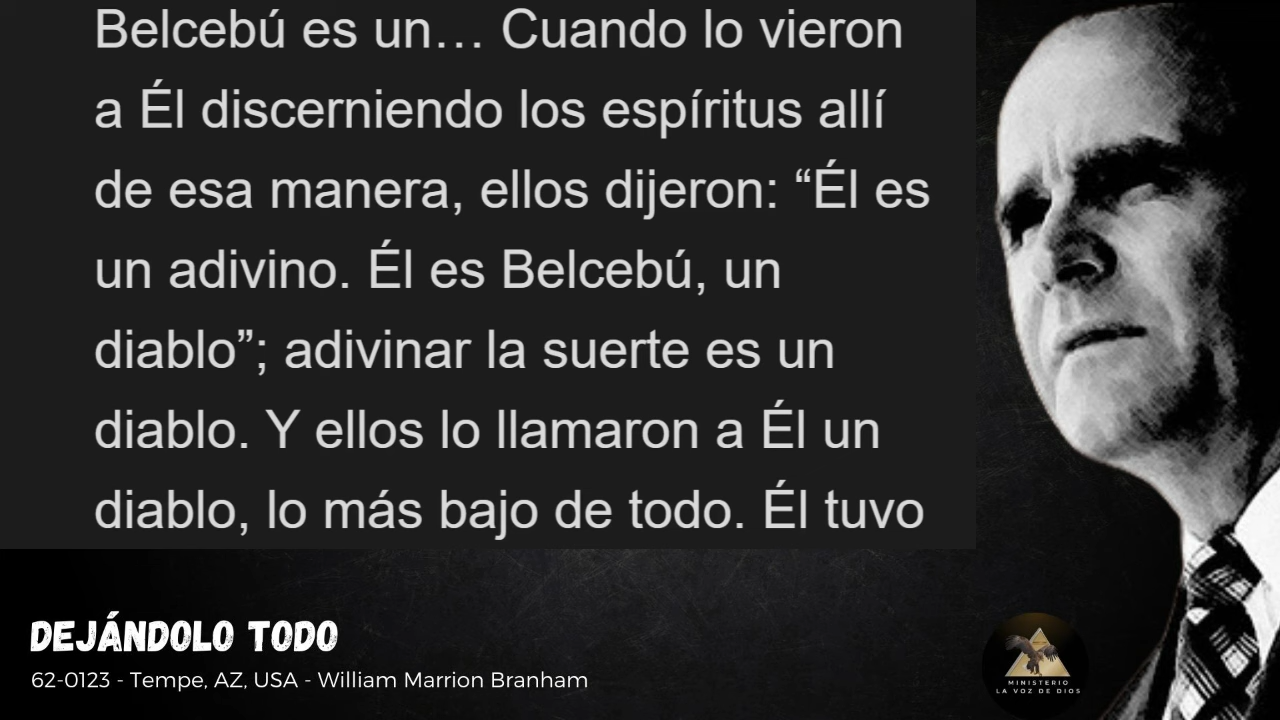 Belcebú es un… Cuando lo vieron
a Él discerniendo los espíritus allí
de esa manera, ellos dijeron: “Él es
un adivino. Él es Belcebú, un
diablo”; adivinar la suerte es un
diablo. Y ellos lo llamaron a Él un
diablo, lo más bajo de todo. Él tuvo
DEJÁNDOLO TODO
62-0123 - Tempe, AZ, USA - William Marrion Branham
MINISTERIO
LA VOZ DE DIOS